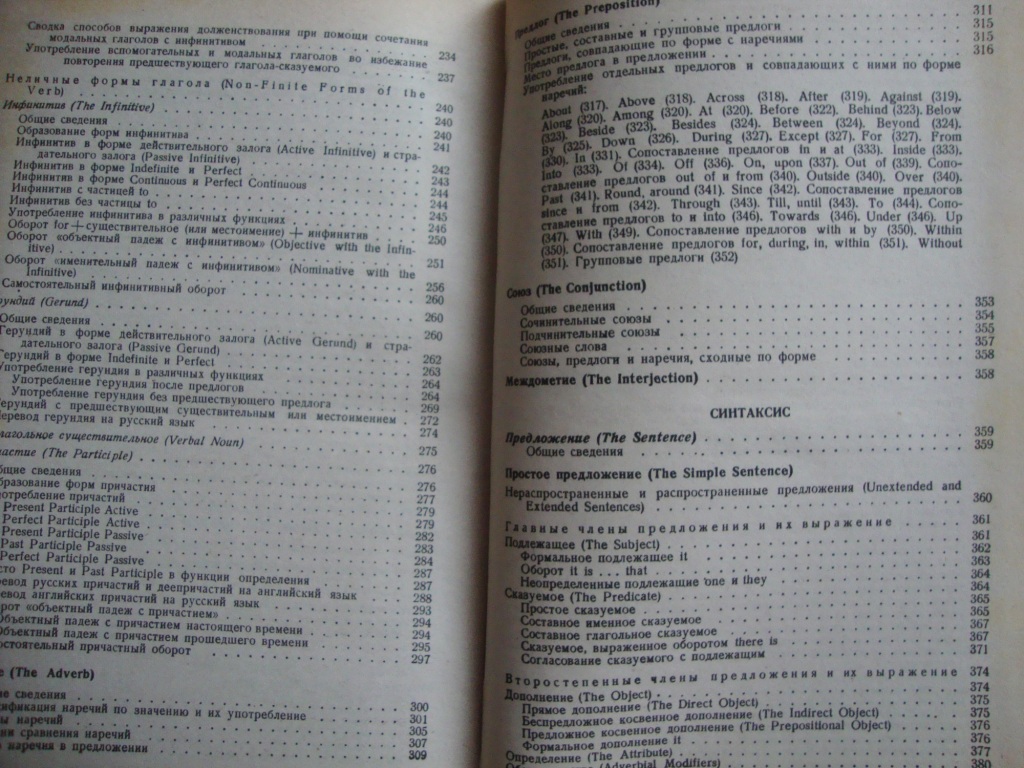 Сводка способов выражения долженствования при помощи сочетания
модальных глаголов с инфинитивом . . . . . . . . . . 234
Употребление вспомогательных и модальных глаголов во избежание
повторения предшествующего глагола-сказуемого . . . . . . 237
Неличные формы глагола (Non-Finite Forms of the
Verb) . . . . . . . . . . 240
Инфинитив (The Infinitive) . . . . . . . . . . 240
Общие сведения . . . . . . . . . . 240
Образование форм инфинитива . . . . . . . . . . 241
Инфинитив в форме действительного залога (Active Infinitive) и стра-
дательного залога (Passive Infinitive) . . . . . . . . . . 242
Инфинитив в форме Indefinite и Perfect . . . . . . . . . . 243
Инфинитив в форме Continuous и Perfect Continuous . . . . . . 244
Инфинитив с частицей to . . . . . . . . . . 244
Инфинитив без частицы to . . . . . . . . . . 245
Употребление инфинитива в различных функциях . . . . . . 246
Оборот for+существительное (или местоимение) + инфинитив . . 250
Оборот «объектный падеж с инфинитивом» (Objective with the Infin-
itive) . . . . . . . . . . 251
Оборот «именительный падеж с инфинитивом» (Nominative with the
Infinitive) . . . . . . . . . . 256
Самостоятельный инфинитивный оборот . . . . . . . . . . 260
рундий (Gerund) . . . . . . . . . . 260
Общие сведения . . . . . . . . . . 260
Герундий в форме действительного залога (Active Gerund) и стра-
дательного залога (Passive Gerund) . . . . . . . . . . 262
Герундий в форме Indefinite и Perfect . . . . . . . . . . 263
Употребление герундия в различных функциях . . . . . . 264
Употребление герундия после предлогов . . . . . . 264
Употребление герундия без предшествующего предлога . . . . 269
Герундий с предшествующим существительным или местоимением . 272
Перевод герундия на русский язык . . . . . . . . . . 274
лагольное существительное (Verbal Noun) . . . . . . 275
частие (The Participle) . . . . . . . . . . 276
бщие сведения . . . . . . . . . . 276
бразование форм причастия . . . . . . . . . . 277
отребление причастий . . . . . . . . . . 279
Present Participle Active . . . . . . . . . . 279
Perfect Participle Active . . . . . . . . . . 282
Present Participle Passive . . . . . . . . . . 283
Past Participle Passive . . . . . . . . . . 284
Perfect Participle Passive . . . . . . . . . . 287
сто Present и Past Participle в функции определения . . . . 287
ревод русских причастий и деепричастий на английский язык . . 288
вод английских причастий на русский язык . . . . . . 293
рот «объектный падеж с причастием» . . . . . . 294
Объектный падеж с причастием настоящего времени . . . . 294
Объектный падеж с причастием прошедшего времени . . . . 295
остоятельный причастный оборот . . . . . . . . . . 297
е (The Adverb)
ие сведения . . . . . . . . . . 300
сификация наречий по значению и их употребление . . . . 301
ы наречий . . . . . . . . . . 305
ни сравнения наречий . . . . . . . . . . 307
наречия в предложении . . . . . . . . . . 309
Предлог (The Preposition)
Общие сведения . . . . . . . . . . 311
Простые, составные и групповые предлоги . . . . . . 315
Предлоги, совпадающие по форме с наречиями . . . . . . 315
Место предлога в предложении . . . . . . . . . . 316
Употребление отдельных предлогов и совпадающих с ними по форме
наречий:
About (317). Above (318). Across (318). After (319). Against (319).
Along (320). Among (320). At (320). Before (322). Behind (323). Below
(323). Beside (323). Besides (324). Between (324). Beyond (324).
By (325). Down (326). During (327). Except (327). For (327). From
(330). In (331). Сопоставление предлогов in и at (333). Inside (333).
Into (333). Of (334). Off (336). On, upon (337). Out of (339). Сопо-
ставление предлогов out of и from (340). Outside (340). Over (340).
Past (341). Round, around (341). Since (342). Сопоставление предлогов
since и from (342). Through (343). Till, until (343). To (344). Сопо-
ставление предлогов to и into (346). Towards (346). Under (346). Up
(347). With (349). Сопоставление предлогов with и by (350). Within
(350). Сопоставление предлогов for, during, in, within (351). Without
(351). Групповые предлоги (352)
Союз (The Conjunction)
Общие сведения . . . . . . . . . . 353
Сочинительные союзы . . . . . . . . . . 354
Подчинительные союзы . . . . . . . . . . 355
Союзные слова . . . . . . . . . . 357
Союзы, предлоги и наречия, сходные по форме . . . . . . 358
Междометие (The Interjection) . . . . . . . . . . 358
СИНТАКСИС
Предложение (The Sentence) . . . . . . . . . . 359
Общие сведения . . . . . . . . . . 359
Простое предложение (The Simple Sentence)
Нераспространенные и распространенные предложения (Unextended and
Extended Sentences) . . . . . . . . . . 360
Главные члены предложения и их выражение . . . . 361
Подлежащее (The Subject) . . . . . . . . . . 361
Формальное подлежащее it . . . . . . . . . . 362
Оборот it is ... that . . . . . . . . . . 363
Неопределенные подлежащие one и they . . . . . . 364
Сказуемое (The Predicate) . . . . . . . . . . 364
Простое сказуемое . . . . . . . . . . 365
Составное именное сказуемое . . . . . . . . . . 365
Составное глагольное сказуемое . . . . . . . . . . 367
Сказуемое, выраженное оборотом there is . . . . . . 367
Согласование сказуемого с подлежащим . . . . . . 371
Второстепенные члены предложения и их выражение 374
Дополнение (The Object) . . . . . . . . . . 374
Прямое дополнение (The Direct Object) . . . . . . 375
Беспредложное косвенное дополнение (The Indirect Object) . . . 375
Предложное косвенное дополнение (The Prepositional Object) . . 376
Формальное дополнение it . . . . . . . . . . 376
Определение (The Attribute) . . . . . . . . . . 377
(Adverbial Modifiers) . . . . . . . . . . 380